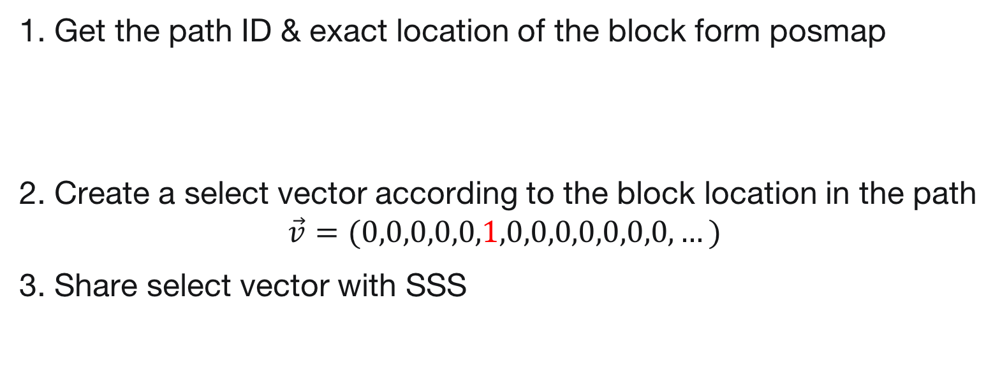 1. Get the path ID & exact location of the block form posmap
2. Create a select vector according to the block location in the path
v⃗ = (0,0,0,0,0,1,0,0,0,0,0,0,0, … )
3. Share select vector with SSS